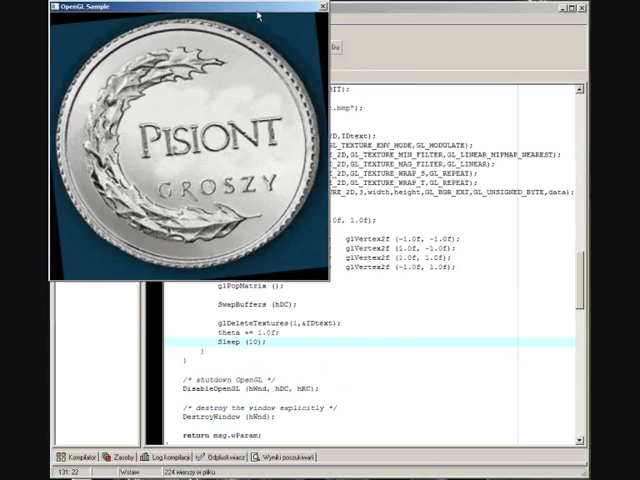 OpenGL Sample
PISIONT
GROSZY
Go
BIT);
t.bmp");
D,IDtext);
GL_TEXTURE_ENV_MODE,GL_MODULATE);
_2D,GL_TEXTURE_MIN_FILTER,GL_LINEAR_MIPMAP_NEAREST);
_2D,GL_TEXTURE_MAG_FILTER,GL_LINEAR);
_2D,GL_TEXTURE_WRAP_S,GL_REPEAT);
_2D,GL_TEXTURE_WRAP_T,GL_REPEAT);
URE_2D,3,width,height,GL_BGR_EXT,GL_UNSIGNED_BYTE,data);
0f, 1.0f);
glVertex2f (-1.0f, -1.0f);
glVertex2f (1.0f, -1.0f);
glVertex2f (1.0f, 1.0f);
glVertex2f (-1.0f, 1.0f);
glPopMatrix ();
SwapBuffers (hDC);
glDeleteTextures(1,&IDtext);
theta += 1.0f;
Sleep (10);
}
}
/* shutdown OpenGL */
DisableOpenGL (hWnd, hDC, hRC);
/* destroy the window explicitly */
DestroyWindow (hWnd);
return msg.wParam;
Kompilator Zasoby Log kompilacji Odpluskwiacz Wyniki poszukiwań
131: 22 Wstaw 224 wierszy w pliku